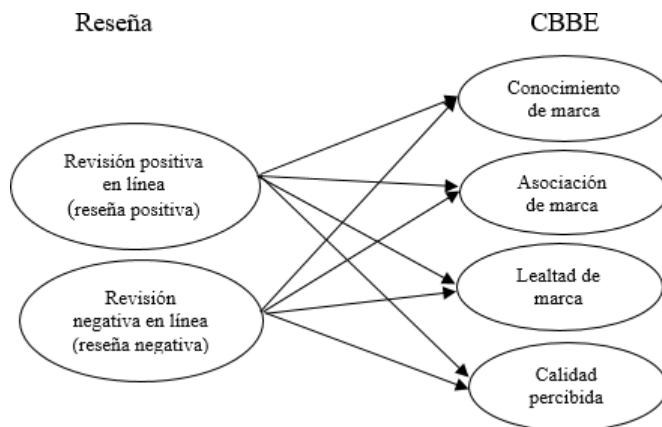 Reseña
CBBE
Revisión positiva
en línea
(reseña positiva)
Revisión
negativa en línea
(reseña negativa)
Conocimiento
de marca
Asociación
de marca
Lealtad de
marca
Calidad
percibida